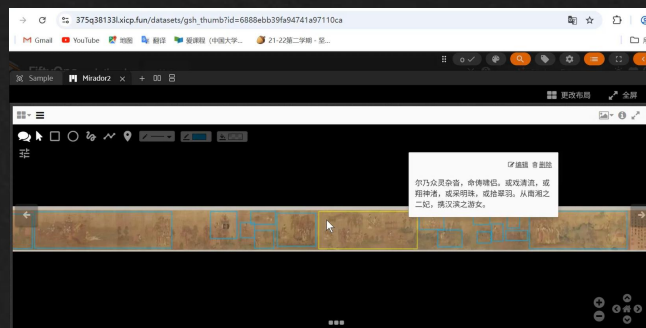 375q38133l.xicp.fun/datasets/gsh_thumb?id=6888ebb39fa94741a97110ca
Gmail
YouTube
地图
翻译
爱课程（中国大学...
21-22第二学期 - 至...
0
Sample
Mirador2
更改布局
全屏
编辑
删除
尔乃众灵杂沓，命俦啸侣。或戏清流，或
翔神渚，或采明珠，或拾翠羽。从南湘之
二妃，携汉滨之游女。